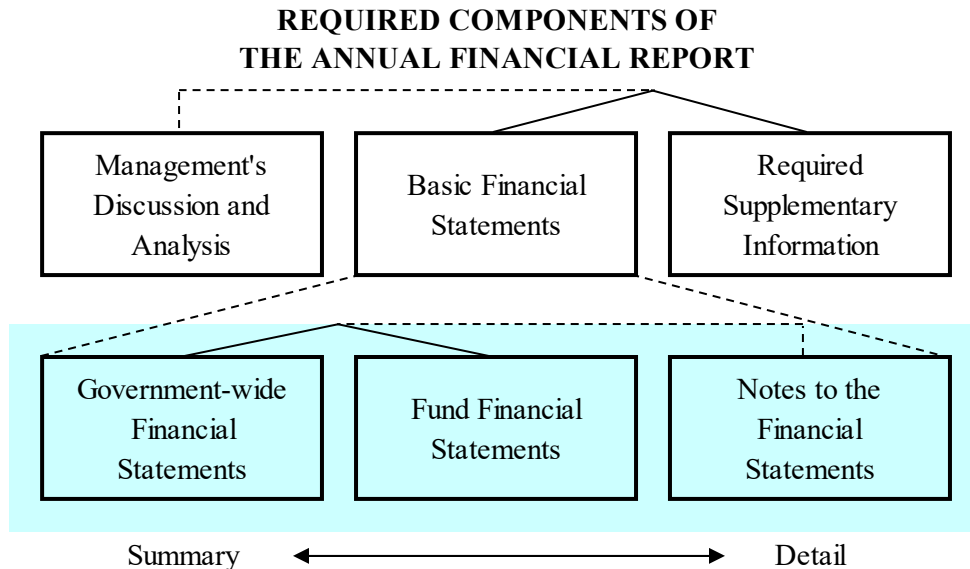 REQUIRED COMPONENTS OF
THE ANNUAL FINANCIAL REPORT
Management's
Discussion and
Analysis
Basic Financial
Statements
Required
Supplementary
Information
Government-wide
Financial
Statements
Fund Financial
Statements
Notes to the
Financial
Statements
Summary
Detail